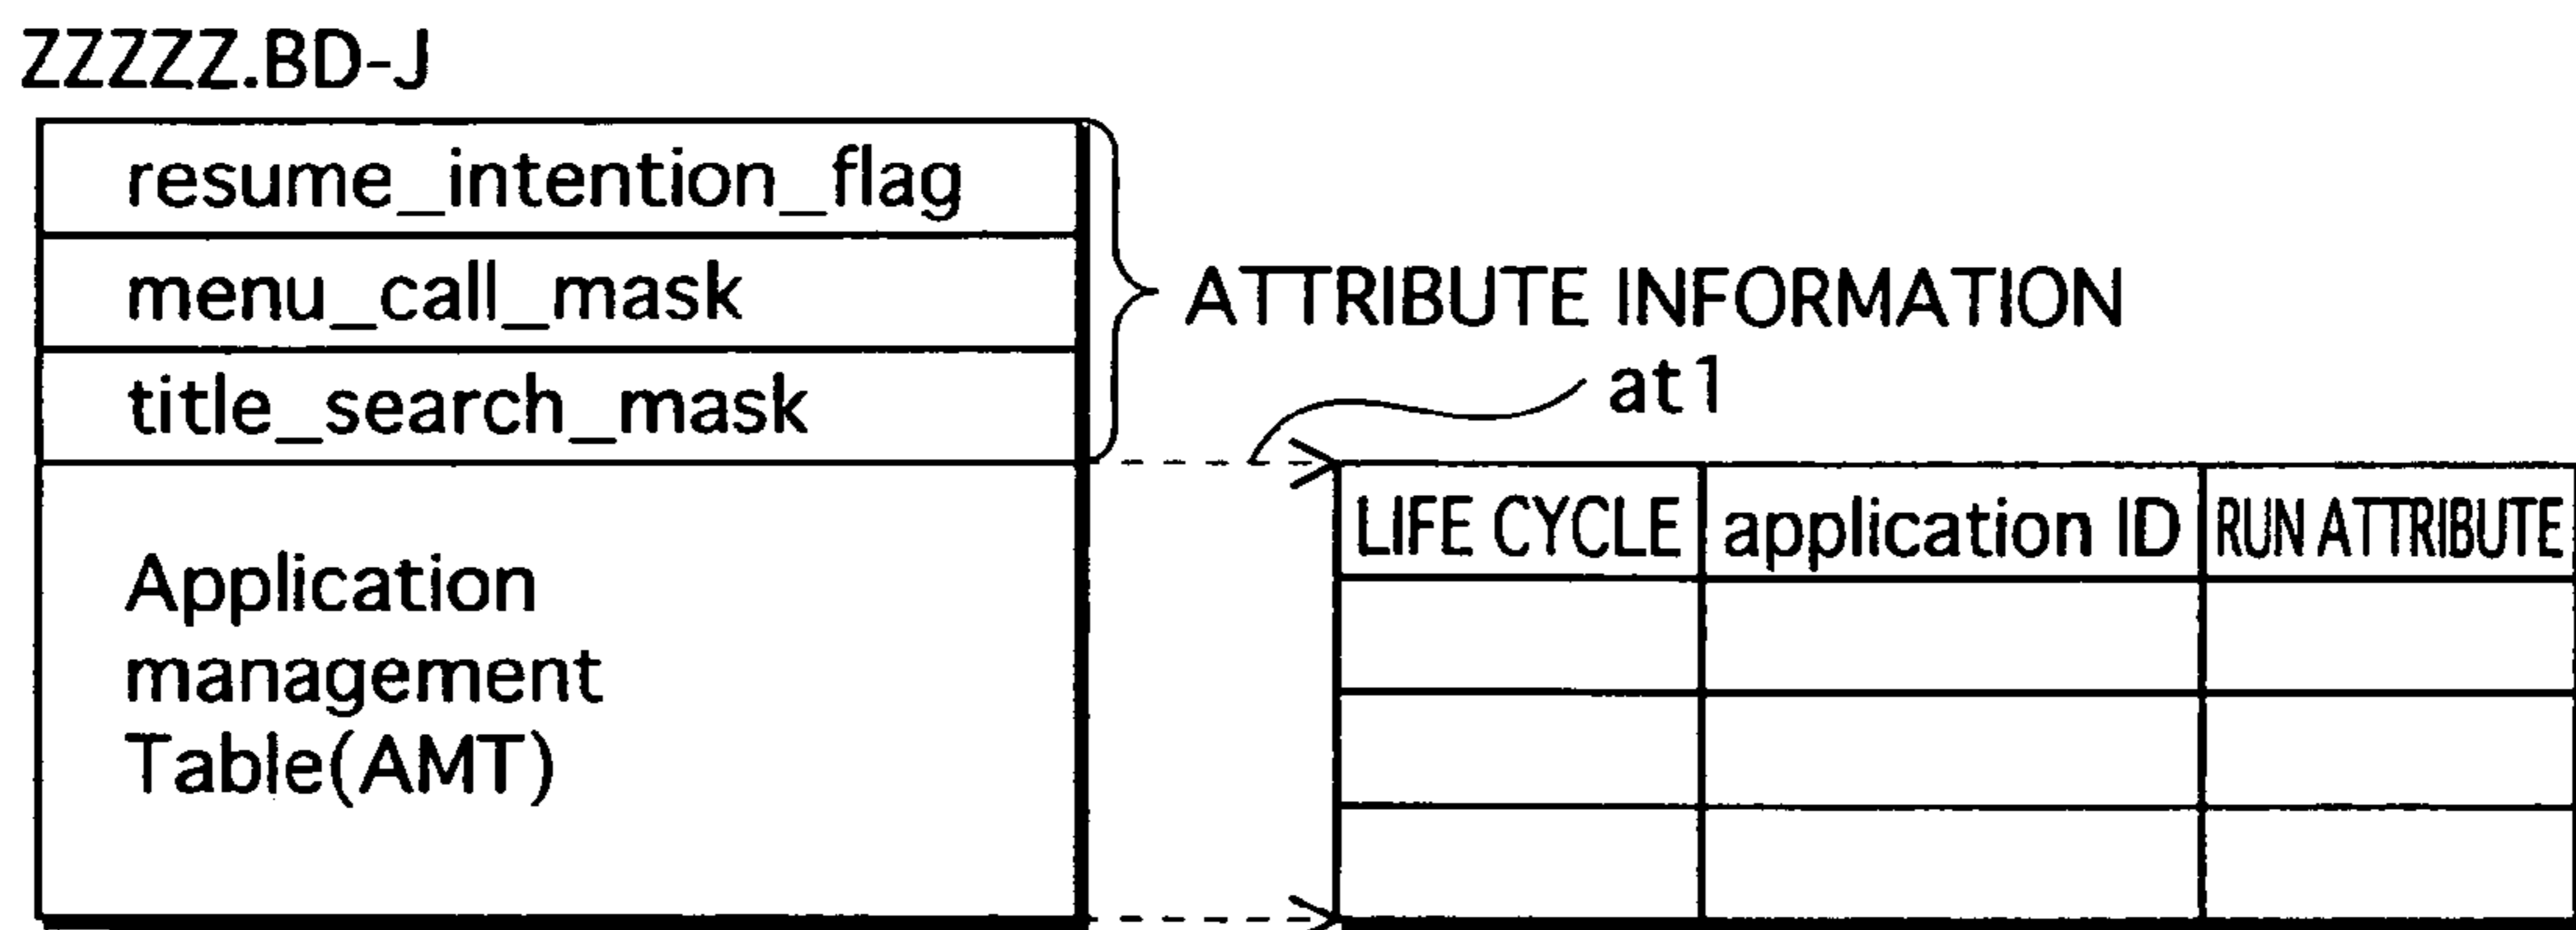 ZZZZZ.BD-J
resume_intention_flag
menu_call_mask
title_search_mask
ATTRIBUTE INFORMATION
at1
Application
management
Table(AMT)
LIFE CYCLE
application ID
RUN ATTRIBUTE